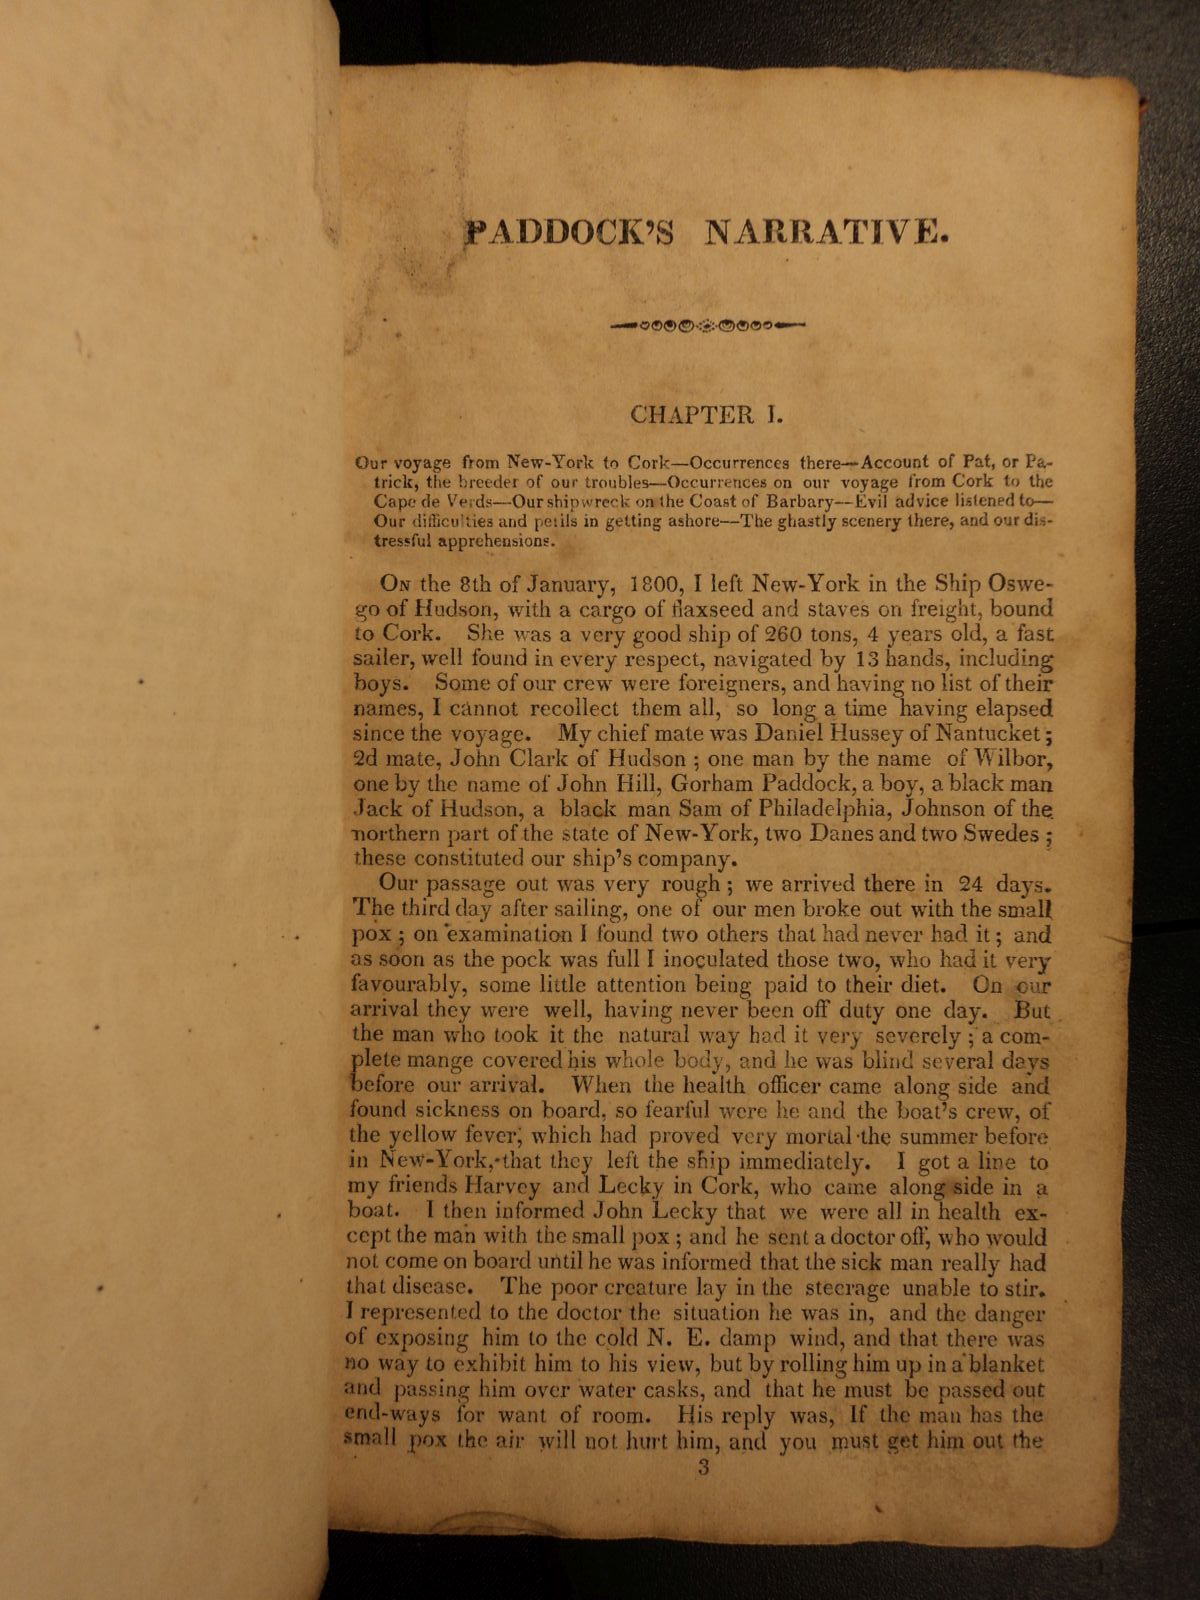 PADDOCK'S NARRATIVE.
CHAPTER I.
Our voyage from New-York to Cork—Occurrences there—Account of Pat, or Pa-
trick, the breeder of our troubles—Occurrences on our voyage from Cork to the
Cape de Verds—Our shipwreck on the Coast of Barbary—Evil advice listened to—
Our difficulties and perils in getting ashore—The ghastly scenery there, and our dis-
tressful apprehensions.
ON the 8th of January, 1800, I left New-York in the Ship Oswe-
go of Hudson, with a cargo of flaxseed and staves on freight, bound
to Cork. She was a very good ship of 260 tons, 4 years old, a fast
sailer, well found in every respect, navigated by 13 hands, including
boys. Some of our crew were foreigners, and having no list of their
names, I cannot recollect them all, so long a time having elapsed
since the voyage. My chief mate was Daniel Hussey of Nantucket;
2d mate, John Clark of Hudson; one man by the name of Wilbor,
one by the name of John Hill, Gorham Paddock, a boy, a black man
Jack of Hudson, a black man Sam of Philadelphia, Johnson of the
northern part of the state of New-York, two Danes and two Swedes;
these constituted our ship's company.
Our passage out was very rough; we arrived there in 24 days.
The third day after sailing, one of our men broke out with the small
pox; on examination I found two others that had never had it; and
as soon as the pock was full I inoculated those two, who had it very
favourably, some little attention being paid to their diet. On our
arrival they were well, having never been off duty one day. But
the man who took it the natural way had it very severely; a com-
plete mange covered his whole body, and he was blind several days
before our arrival. When the health officer came along side and
found sickness on board, so fearful were he and the boat's crew, of
the yellow fever, which had proved very mortal the summer before
in New-York, that they left the ship immediately. I got a line to
my friends Harvey and Lecky in Cork, who came along side in a
boat. I then informed John Lecky that we were all in health ex-
cept the man with the small pox; and he sent a doctor off, who would
not come on board until he was informed that the sick man really had
that disease. The poor creature lay in the steerage unable to stir.
I represented to the doctor the situation he was in, and the danger
of exposing him to the cold N. E. damp wind, and that there was
no way to exhibit him to his view, but by rolling him up in a blanket
and passing him over water casks, and that he must be passed out
end-ways for want of room. His reply was, If the man has the
small pox the air will not hurt him, and you must get him out the
3